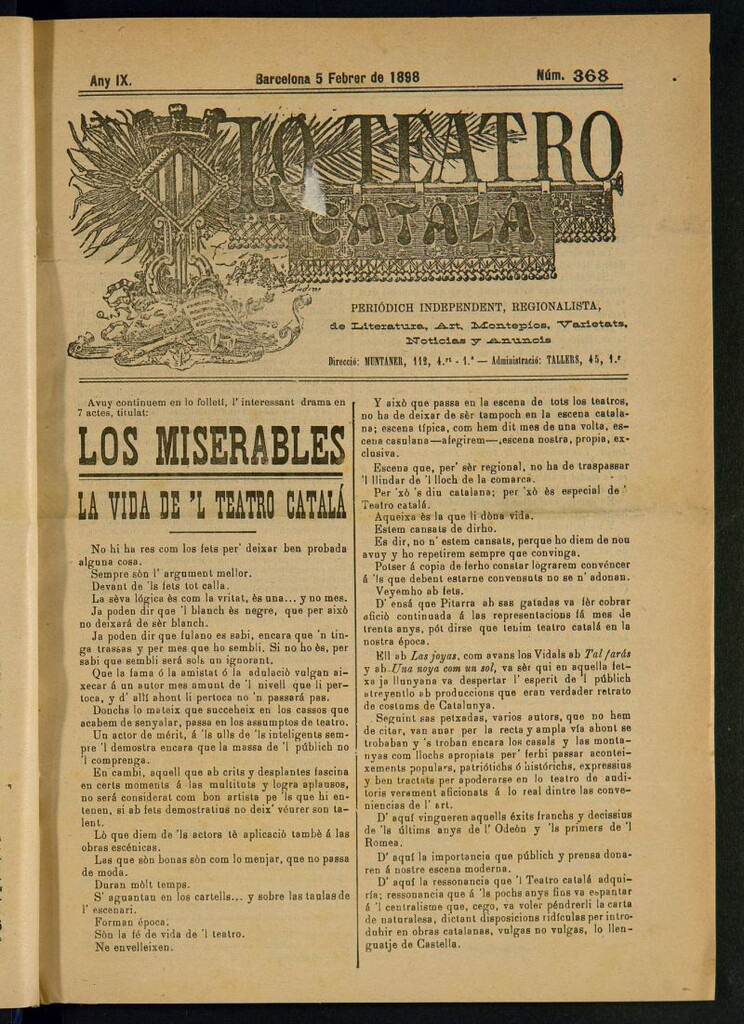 Any IX.
Barcelona 5 Febrer de 1898
Núm. 368
LO TEATRO
CATALÀ
PERIÓDICH INDEPENDENT, REGIONALISTA,
de Literatura, Art, Montepíos, Varietats,
Noticias y Anuncis
Direcció: MUNTANER, 112, 4.rt - 1.ª — Administració: TALLERS, 45, 1.º
Avuy continuem en lo folletí, l' interessant drama en
7 actes, titulat:
LOS MISERABLES
LA VIDA DE 'L TEATRO CATALÁ
No hi ha res com los fets per' deixar ben probada
alguna cosa.
Sempre sòn l' argument mellor.
Devant de 'ls fets tot calla.
La sèva lógica ès com la vritat, ès una... y no mes.
Ja poden dir que 'l blanch ès negre, que per aixó
no deixará de sér blanch.
Ja poden dir que fulano es sabi, encara que 'n tin-
ga trassas y per mes que ho sembli. Si no ho ès, per
sabi que sembli será sols un ignorant.
Que la fama ó la amistat ó la adulació vulgan ai-
xecar á un autor mes amunt de 'l nivell que li per-
toca, y d' allí ahont li pertoca no 'n passará pas.
Donchs lo mateix que succeheix en los cassos que
acabem de senyalar, passa en los assumptos de teatro.
Un actor de mérit, á 'ls ulls de 'ls inteligents sem-
pre 'l demostra encara que la massa de 'l públich no
'l comprenga.
En cambi, aquell que ab crits y desplantes fascina
en certs moments á las multituts y logra aplausos,
no será considerat com bon artista pe 'ls que hi en-
tenen, si ab fets demostratius no deix' véurer son ta-
lent.
Lò que diem de 'ls actors tè aplicació també á las
obras escénicas.
Las que sòn bonas sòn com lo menjar, que no passa
de moda.
Duran mòlt temps.
S' aguantan en los cartells... y sobre las taulas de
l' escenari.
Forman época.
Sòn la fé de vida de 'l teatro.
Ne envelleixen.
Y aixó que passa en la escena de tots los teatros,
no ha de deixar de sèr tampoch en la escena catala-
na; escena típica, com hem dit mes de una volta, es-
cena casulana—afegirem—,escena nostra, propia, ex-
clusiva.
Escena que, per' sèr regional, no ha de traspassar
'l llindar de 'l lloch de la comarca.
Per 'xò 's diu catalana; per 'xò ès especial de '
Teatro catalá.
Aqueixa ès la que li dòna vida.
Estem cansats de dirho.
Es dir, no n' estem cansats, perque ho diem de nou
avuy y ho repetirem sempre que convinga.
Potser á copia de ferho constar lograrem convéncer
á 'ls que debent estarne convensuts no se n' adonan.
Veyemho ab fets.
D' ensá que Pitarra ab sas gatadas va fèr cobrar
afició continuada á las representacions fá mes de
trenta anys, pót dirse que tenim teatro catalá en la
nostra época.
Ell ab Las joyas, com avans los Vidals ab Tal farás
y ab Una noya com un sol, va sèr qui en aquella fet-
xa ja llunyana va despertar l' esperit de 'l públich
atreyentlo ab produccions que eran verdader retrato
de costums de Catalunya.
Seguint sas petxadas, varios autors, que no hem
de citar, van anar per la recta y ampla vía ahont se
trobaban y 's troban encara los casals y las monta-
nyas com llochs apropiats per' ferhi passar acontei-
xements populars, patriótichs ó histórichs, expressius
y ben tractats per apoderarse en lo teatro de audi-
toris verament aficionats á lo real dintre las conve-
niencias de l' art.
D' aquí vingueren aquells éxits franchs y decissius
de 'ls últims anys de l' Odeòn y 'ls primers de 'l
Romea.
D' aquí la importancia que públich y prensa dona-
ren á nostre escena moderna.
D' aquí la ressonancia que 'l Teatro catalá adqui-
ría; ressonancia que á 'ls pochs anys fins va espantar
á 'l centralisme que, cego, va voler péndrerli la carta
de naturalesa, dictant disposicions ridículas per intro-
duhir en obras catalanas, vulgas no vulgas, lo llen-
guatje de Castella.